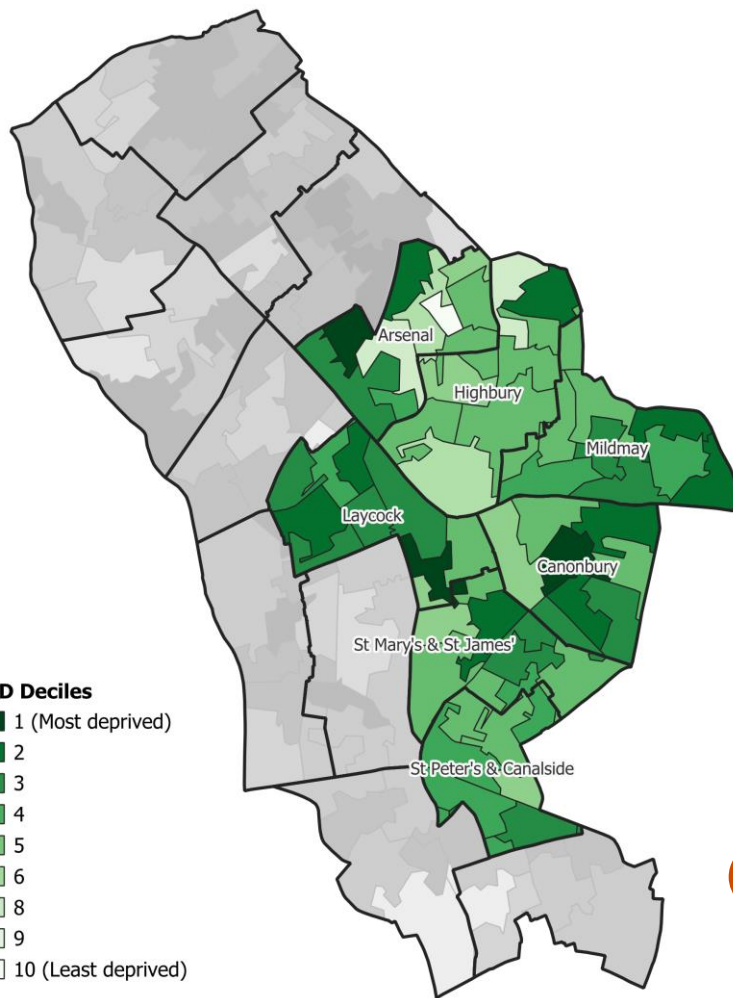 Arsenal
Highbury
Mildmay
Laycock
Canonbury
St Mary's & St James'
St Peter's & Canalside
D Deciles
1 (Most deprived)
2
3
4
5
6
8
9
10 (Least deprived)